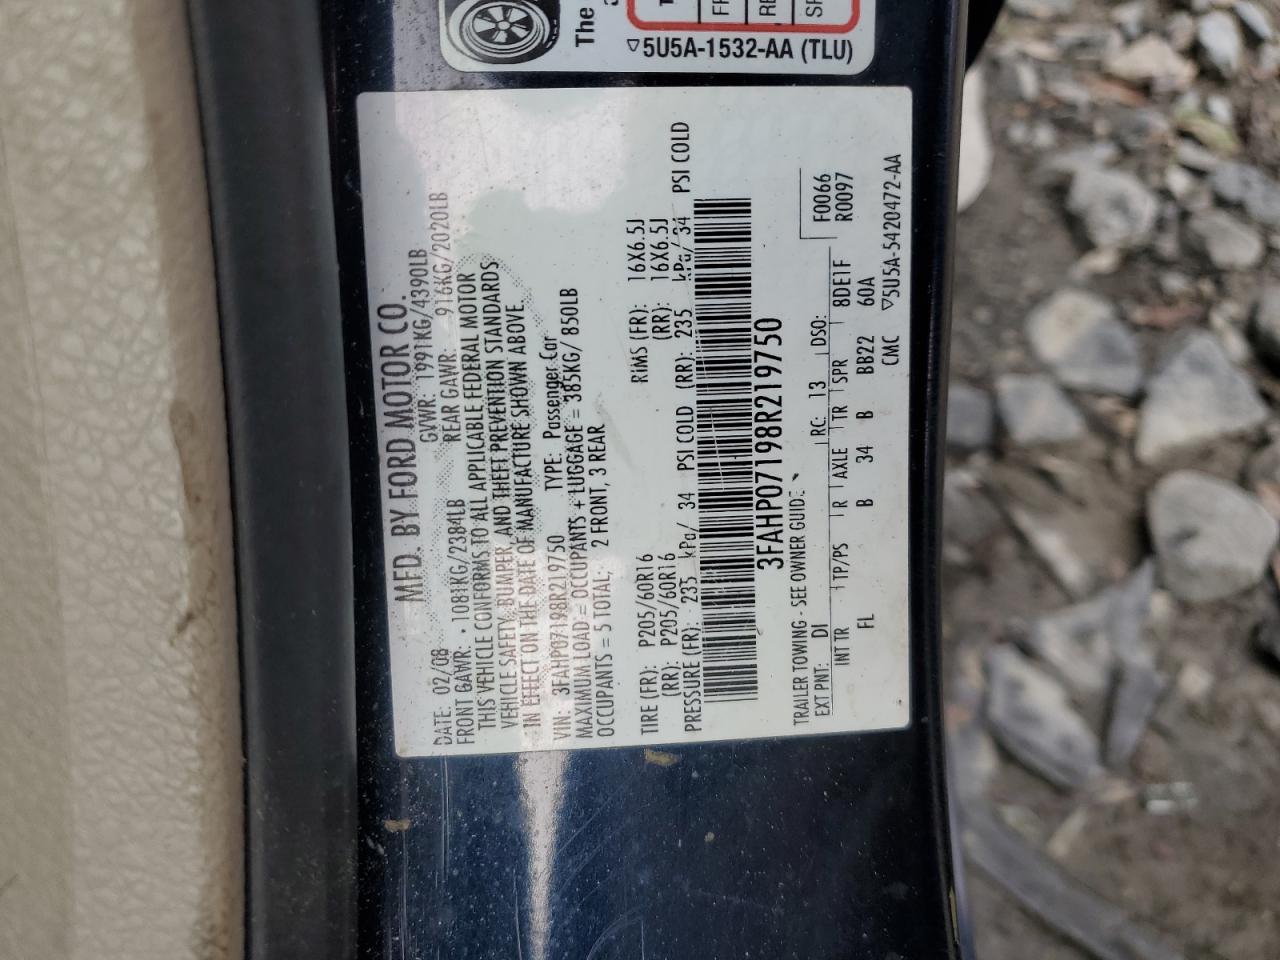 The
▽5U5A-1532-AA (TLU)
MFD. BY FORD MOTOR CO.
DATE: 02/08 GVWR: 1991KG/4390LB
FRONT GAWR: 1081KG/2384LB REAR GAWR: 916KG/2020LB
THIS VEHICLE CONFORMS TO ALL APPLICABLE FEDERAL MOTOR
VEHICLE SAFETY, BUMPER, AND THEFT PREVENTION STANDARDS
IN EFFECT ON THE DATE OF MANUFACTURE SHOWN ABOVE.
VIN: 3FAHP07198R219750 TYPE: Passenger Car
MAXIMUM LOAD = OCCUPANTS + LUGGAGE = 385KG/ 850LB
OCCUPANTS = 5 TOTAL; 2 FRONT, 3 REAR
TIRE (FR): P205/60R16 RIMS (FR): 16X6.5J
(RR): P205/60R16 (RR): 16X6.5J
PRESSURE (FR): 235 kPa/ 34 PSI COLD (RR): 235 kPa/ 34 PSI COLD
3FAHP07198R219750
TRAILER TOWING - SEE OWNER GUIDE
F0066
EXT PNT: DI RC: 13 DSO: R0097
INT TR TP/PS R AXLE TR SPR 8DE1F
FL B 34 B BB22 60A
CMC ▽5U5A-5420472-AA